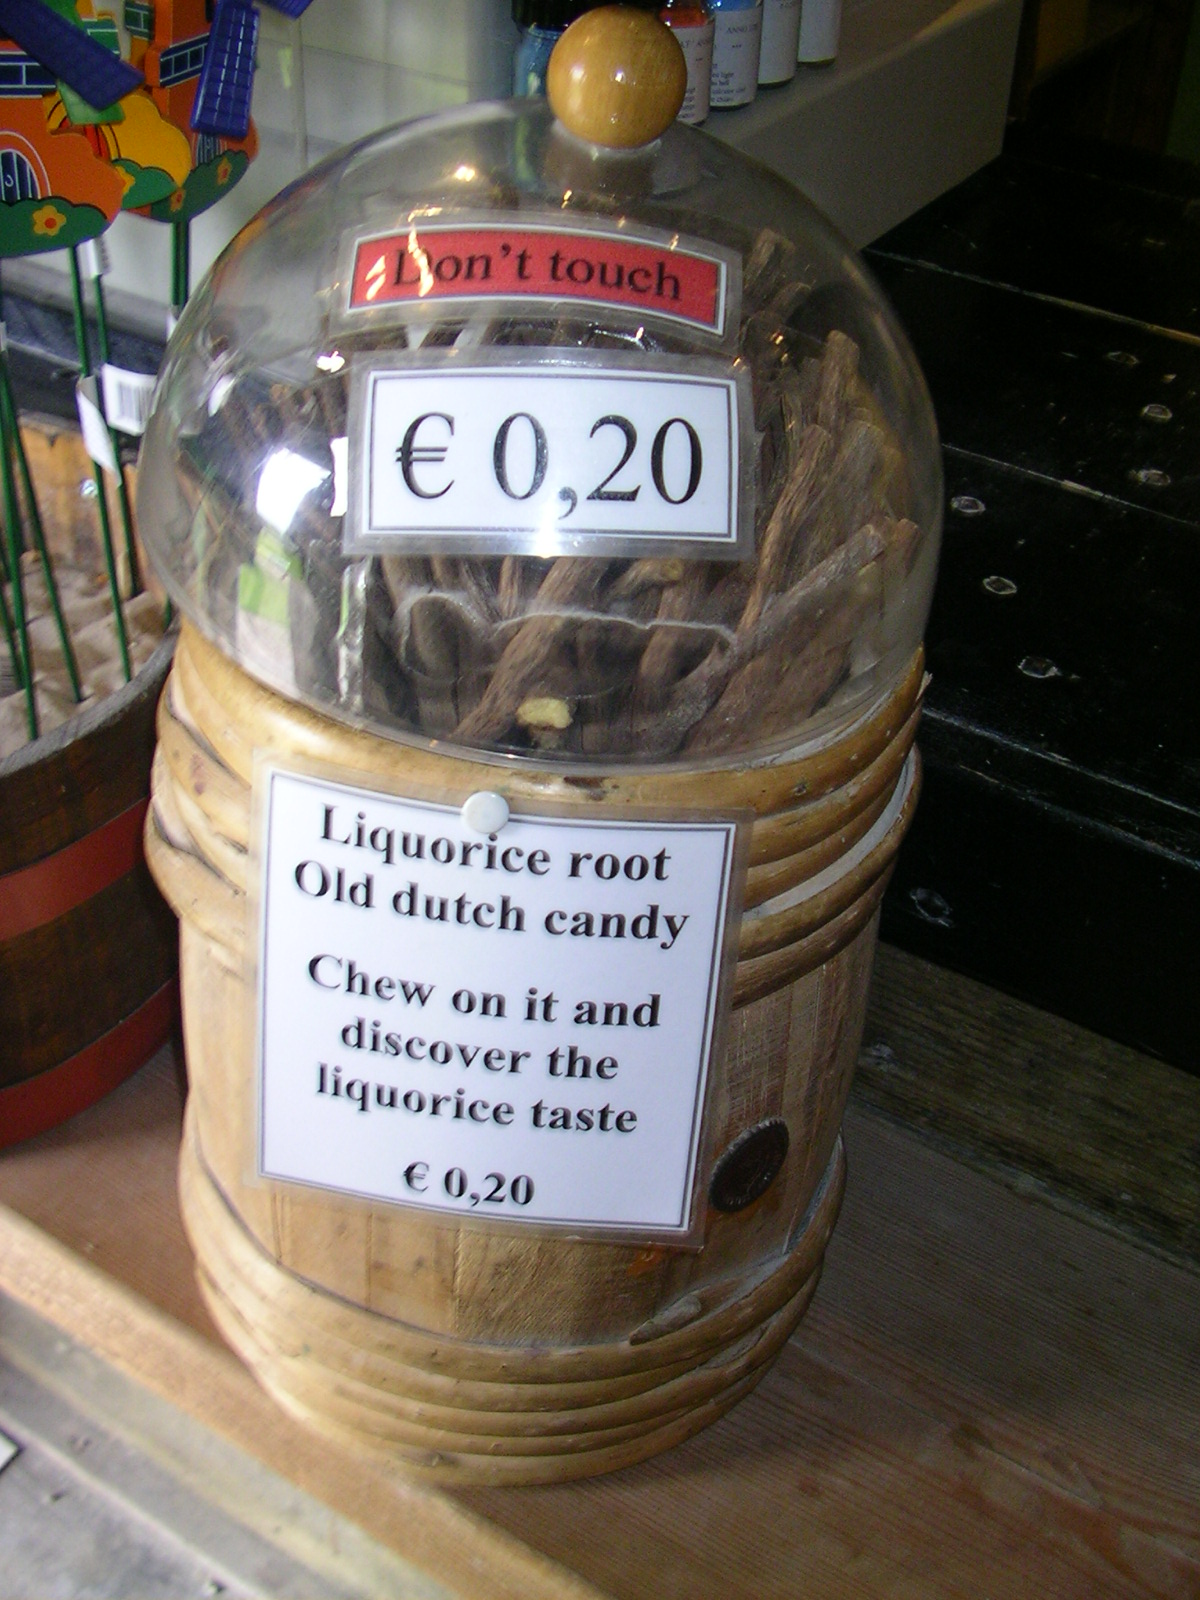 Don't touch
€ 0,20
Liquorice root
Old dutch candy
Chew on it and
discover the
liquorice taste
€ 0,20